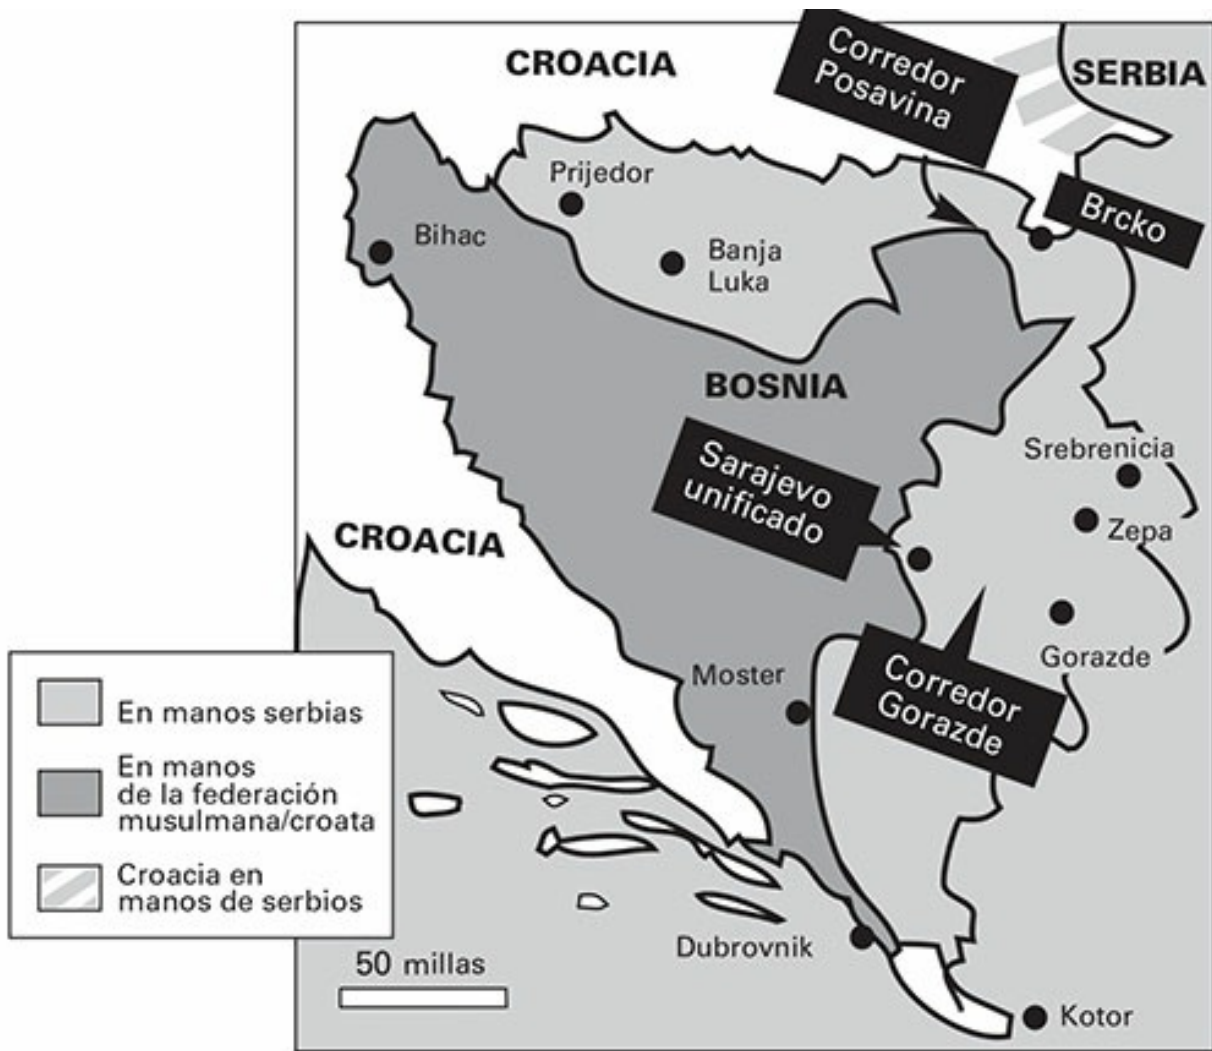 CROACIA
Corredor
Posavina
SERBIA
Prijedor
Brcko
Bihac
Banja
Luka
BOSNIA
Srebrenicia
Sarajevo
unificado
Zepa
CROACIA
Gorazde
Moster
Corredor
Gorazde
En manos serbias
En manos
de la federación
musulmana/croata
Croacia en
manos de serbios
Dubrovnik
50 millas
Kotor